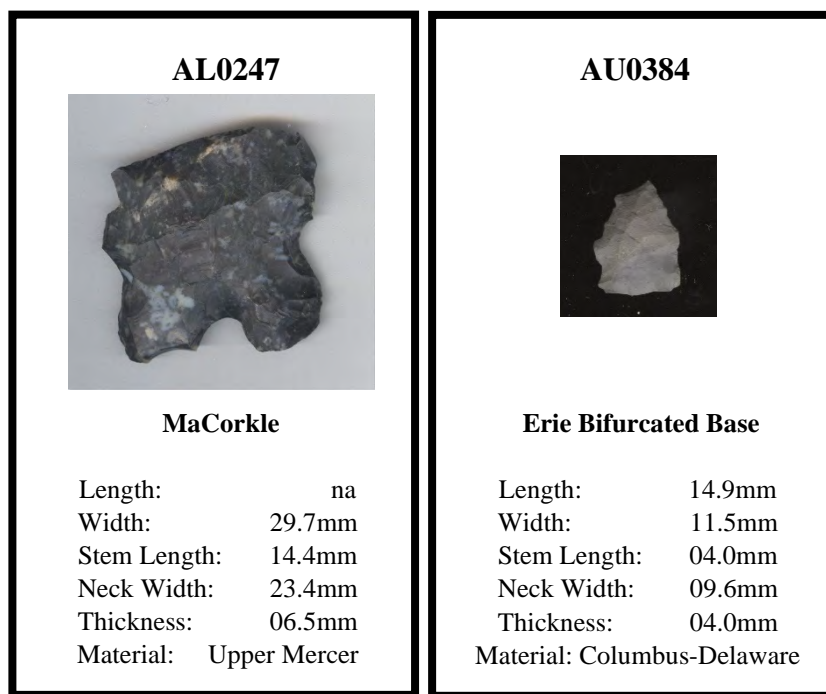 AL0247
MaCorkle
Length: na
Width: 29.7mm
Stem Length: 14.4mm
Neck Width: 23.4mm
Thickness: 06.5mm
Material: Upper Mercer
AU0384
Erie Bifurcated Base
Length: 14.9mm
Width: 11.5mm
Stem Length: 04.0mm
Neck Width: 09.6mm
Thickness: 04.0mm
Material: Columbus-Delaware